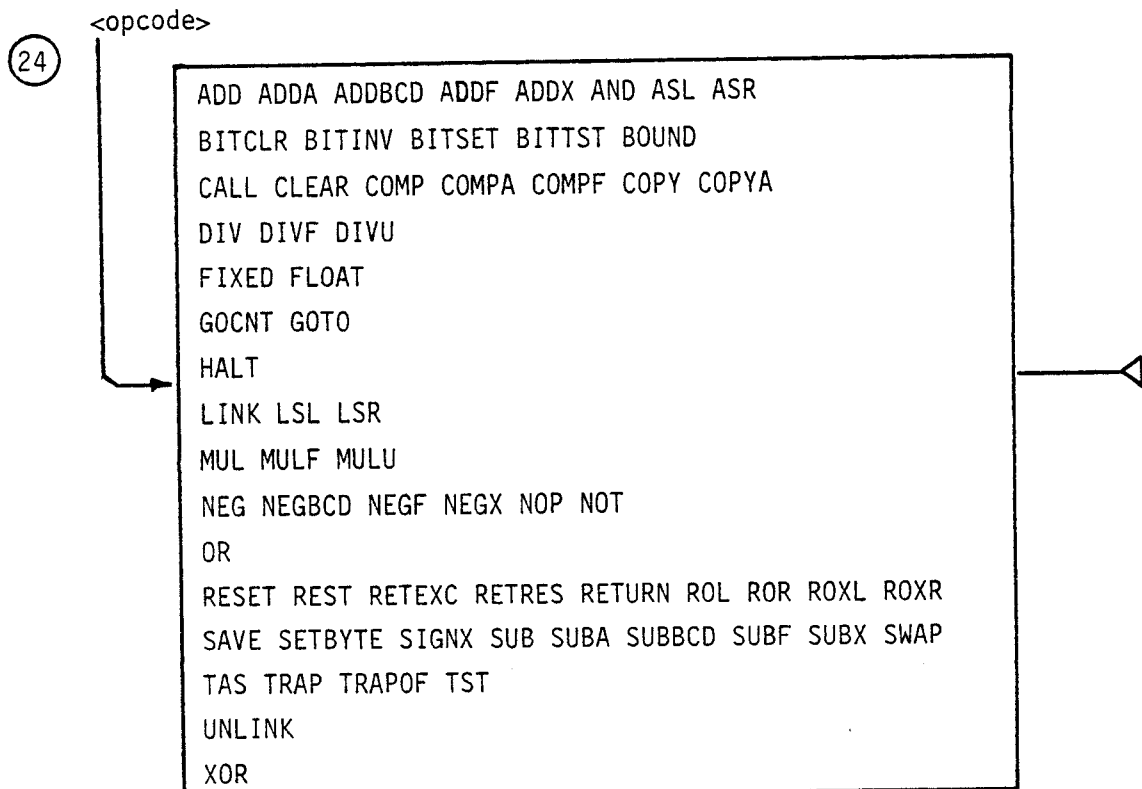 <opcode>
24
ADD ADDA ADDBCD ADDF ADDX AND ASL ASR
BITCLR BITINV BITSET BITTST BOUND
CALL CLEAR COMP COMPA COMPF COPY COPYA
DIV DIVF DIVU
FIXED FLOAT
GOCNT GOTO
HALT
LINK LSL LSR
MUL MULF MULU
NEG NEGBCD NEGF NEGX NOP NOT
OR
RESET REST RETEXC RETRES RETURN ROL ROR ROXL ROXR
SAVE SETBYTE SIGNX SUB SUBA SUBBCD SUBF SUBX SWAP
TAS TRAP TRAPOF TST
UNLINK
XOR